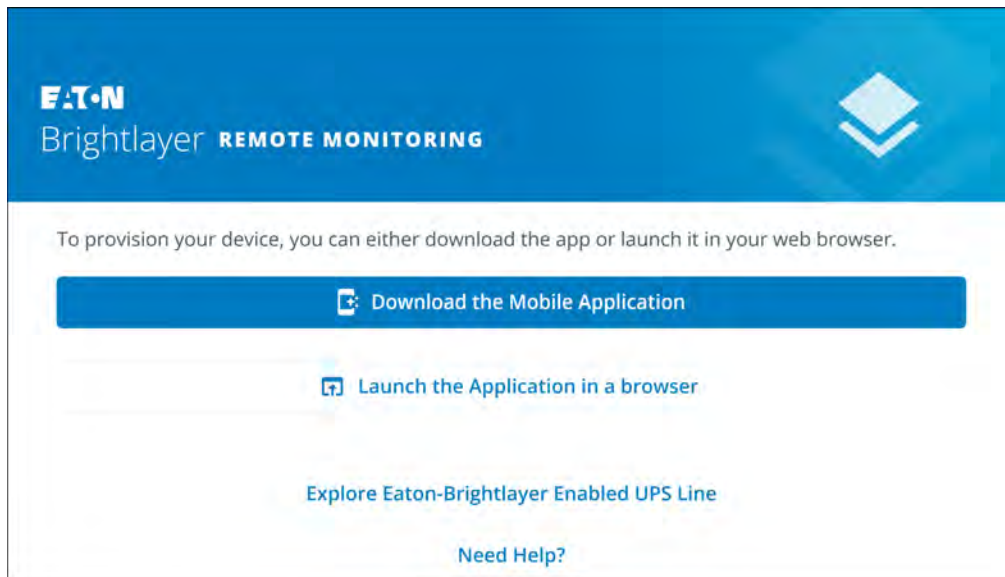 EATON
Brightlayer REMOTE MONITORING
To provision your device, you can either download the app or launch it in your web browser.
Download the Mobile Application
Launch the Application in a browser
Explore Eaton-Brightlayer Enabled UPS Line
Need Help?